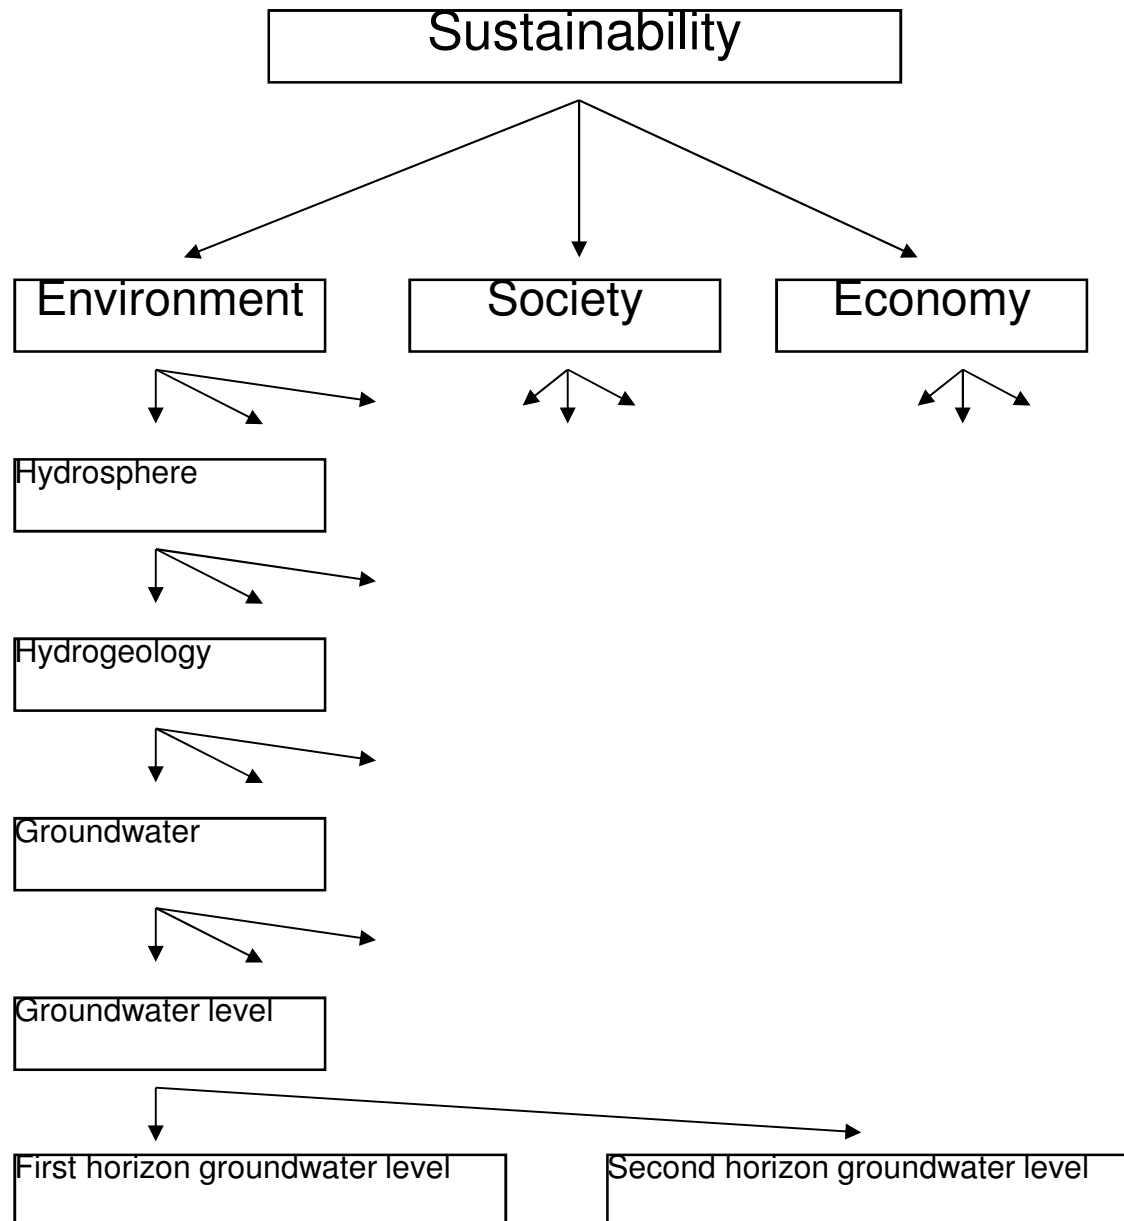 Sustainability
Environment
Society
Economy
Hydrosphere
Hydrogeology
Groundwater
Groundwater level
First horizon groundwater level
Second horizon groundwater level